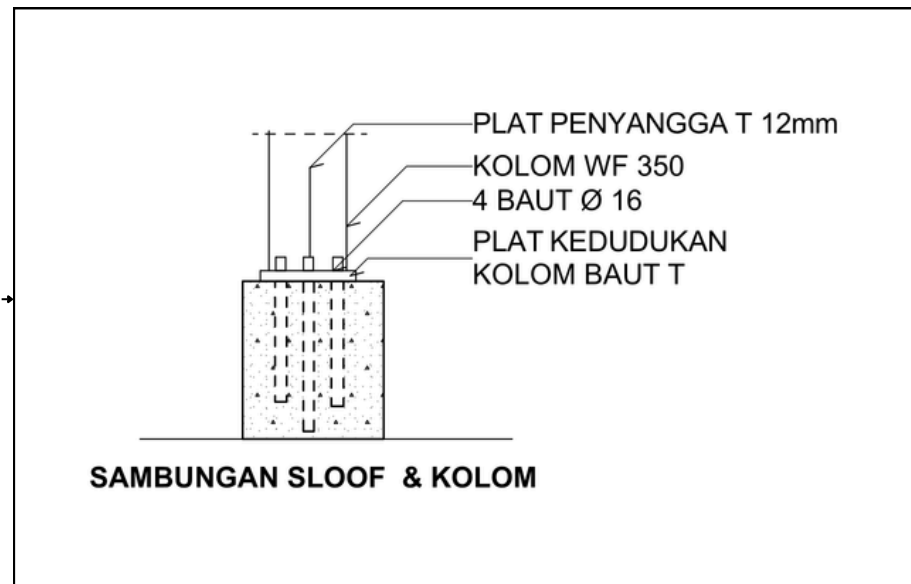 PLAT PENYANGGA T 12mm
KOLOM WF 350
4 BAUT Ø 16
PLAT KEDUDUKAN
KOLOM BAUT T
SAMBUNGAN SLOOF & KOLOM